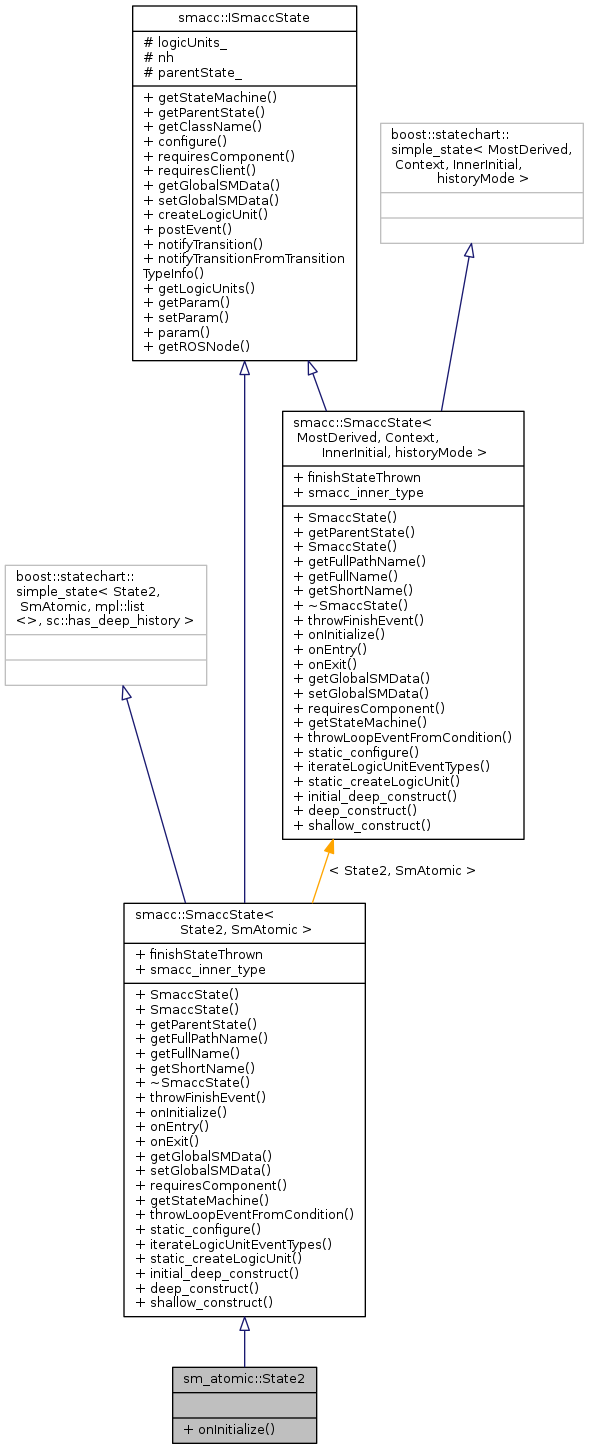 smacc::ISmaccState
# logicUnits_
# nh
# parentState_
+ getStateMachine()
+ getParentState()
+ getClassName()
+ configure()
+ requiresComponent()
+ requiresClient()
+ getGlobalSMData()
+ setGlobalSMData()
+ createLogicUnit()
+ postEvent()
+ notifyTransition()
+ notifyTransitionFromTransition
TypeInfo()
+ getLogicUnits()
+ getParam()
+ setParam()
+ param()
+ getROSNode()
boost::statechart::
simple_state< MostDerived,
Context, InnerInitial,
historyMode >
smacc::SmaccState<
MostDerived, Context,
InnerInitial, historyMode >
+ finishStateThrown
+ smacc_inner_type
+ SmaccState()
+ getParentState()
+ SmaccState()
+ getFullPathName()
+ getFullName()
+ getShortName()
+ ~SmaccState()
+ throwFinishEvent()
+ onInitialize()
+ onEntry()
+ onExit()
+ getGlobalSMData()
+ setGlobalSMData()
+ requiresComponent()
+ getStateMachine()
+ throwLoopEventFromCondition()
+ static_configure()
+ iterateLogicUnitEventTypes()
+ static_createLogicUnit()
+ initial_deep_construct()
+ deep_construct()
+ shallow_construct()
boost::statechart::
simple_state< State2,
SmAtomic, mpl::list
<>, sc::has_deep_history >
< State2, SmAtomic >
smacc::SmaccState<
State2, SmAtomic >
+ finishStateThrown
+ smacc_inner_type
+ SmaccState()
+ SmaccState()
+ getParentState()
+ getFullPathName()
+ getFullName()
+ getShortName()
+ ~SmaccState()
+ throwFinishEvent()
+ onInitialize()
+ onEntry()
+ onExit()
+ getGlobalSMData()
+ setGlobalSMData()
+ requiresComponent()
+ getStateMachine()
+ throwLoopEventFromCondition()
+ static_configure()
+ iterateLogicUnitEventTypes()
+ static_createLogicUnit()
+ initial_deep_construct()
+ deep_construct()
+ shallow_construct()
sm_atomic::State2
+ onInitialize()